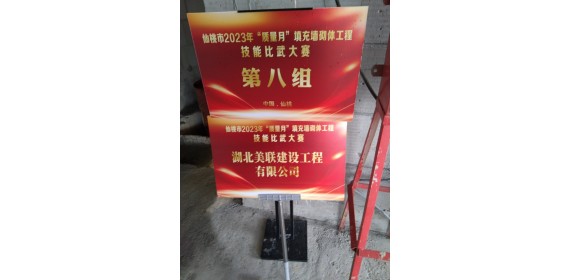 仙桃市2023年“质量月”填充墙砌体工程
技能比武大赛
第八组
中国·仙桃
仙桃市2023年“质量月”填充墙砌体工程
技能比武大赛
湖北美联建设工程
有限公司